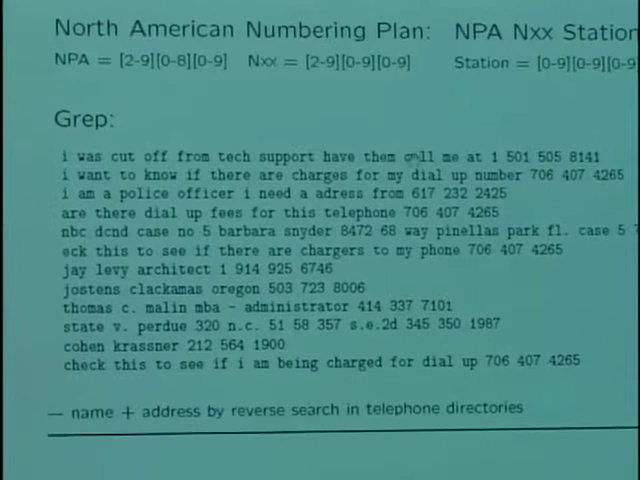 North American Numbering Plan: NPA Nxx Station
NPA = [2-9][0-8][0-9] Nxx = [2-9][0-9][0-9] Station = [0-9][0-9][0-9
Grep:
i was cut off from tech support have them call me at 1 501 505 8141
i want to know if there are charges for my dial up number 706 407 4265
i am a police officer i need a adress from 617 232 2425
are there dial up fees for this telephone 706 407 4265
nbc dcnd case no 5 barbara snyder 8472 68 way pinellas park fl. case 5
eck this to see if there are chargers to my phone 706 407 4265
jay levy architect 1 914 925 6746
jostens clackamas oregon 503 723 8006
thomas c. malin mba - administrator 414 337 7101
state v. perdue 320 n.c. 51 58 357 s.e.2d 345 350 1987
cohen krassner 212 564 1900
check this to see if i am being charged for dial up 706 407 4265
— name + address by reverse search in telephone directories